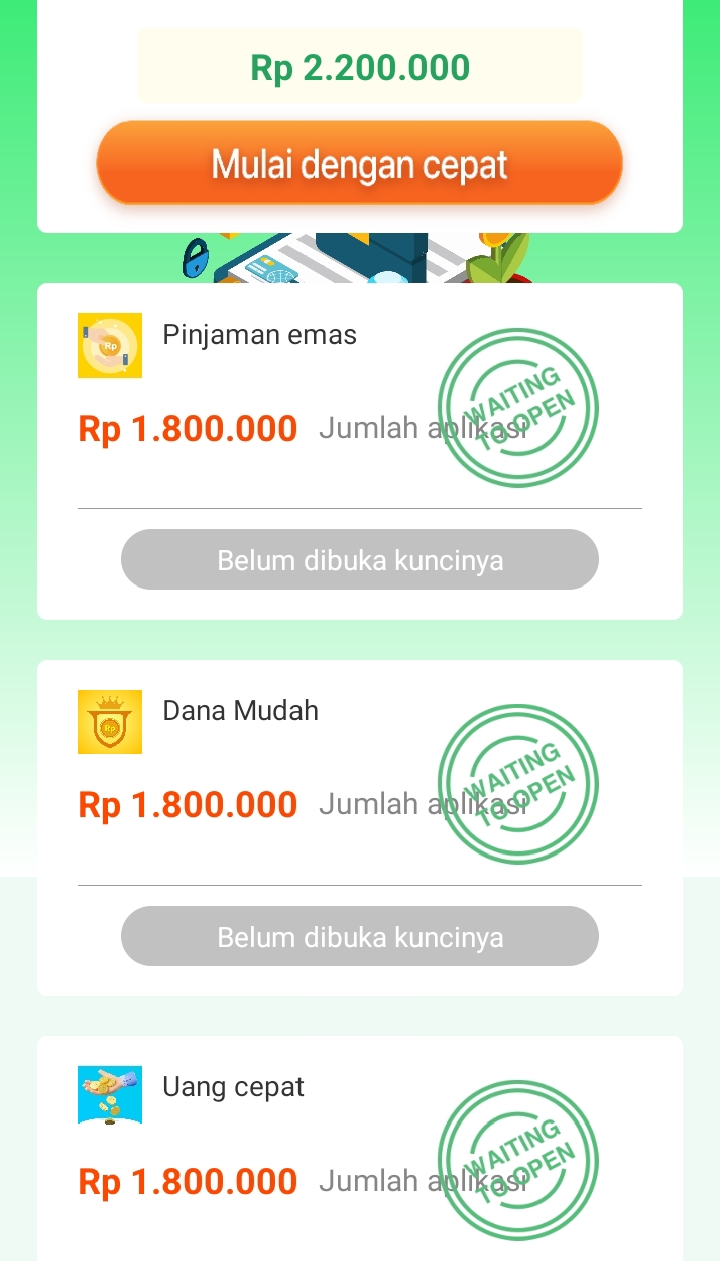 Rp 2.200.000
Mulai dengan cepat
Rp
Pinjaman emas
Rp 1.800.000 Jumlah aplikasi
WAITING
TO OPEN
Belum dibuka kuncinya
Rp
Dana Mudah
Rp 1.800.000 Jumlah aplikasi
WAITING
TO OPEN
Belum dibuka kuncinya
Uang cepat
Rp 1.800.000 Jumlah aplikasi
WAITING
TO OPEN